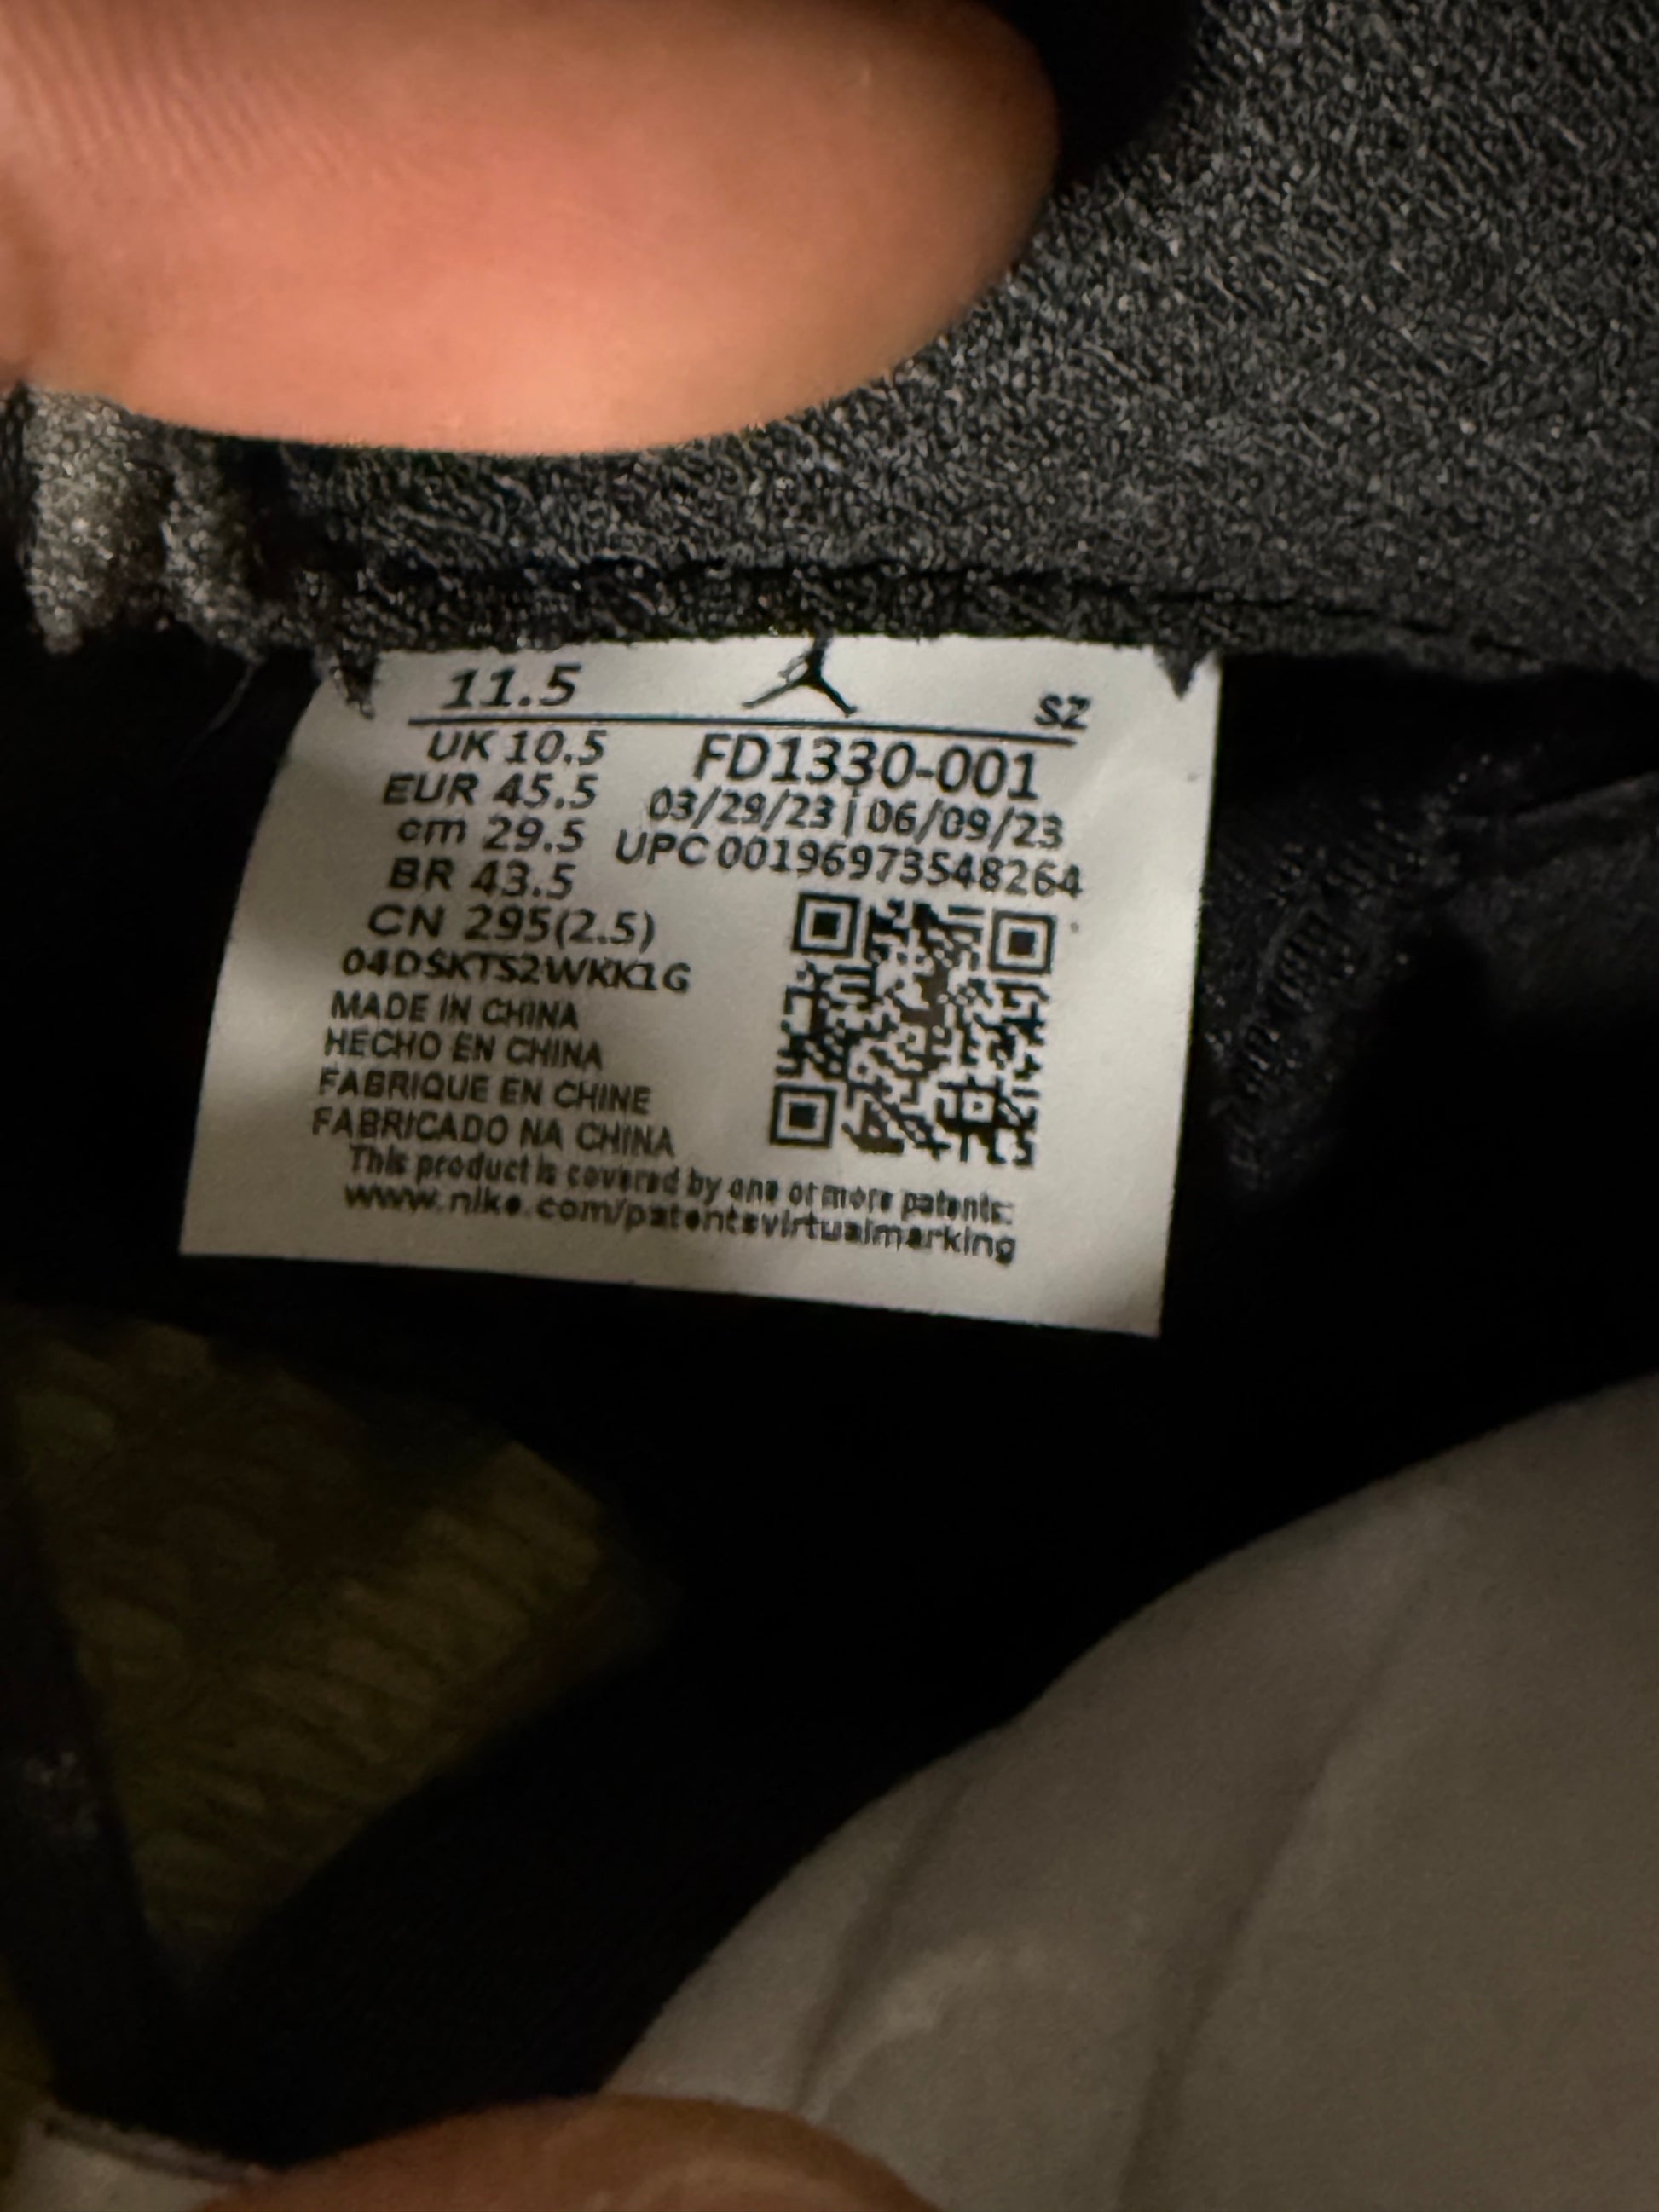 11.5
SZ
UK 10.5
EUR 45.5
cm 29.5
BR 43.5
CN 295(2.5)
04DSKTS2WKK1G
MADE IN CHINA
HECHO EN CHINA
FABRIQUE EN CHINE
FABRICADO NA CHINA
FD1330-001
03/29/23 | 06/09/23
UPC 00196973548264
This product is covered by one or more patents:
www.nike.com/patentsvirtualmarking